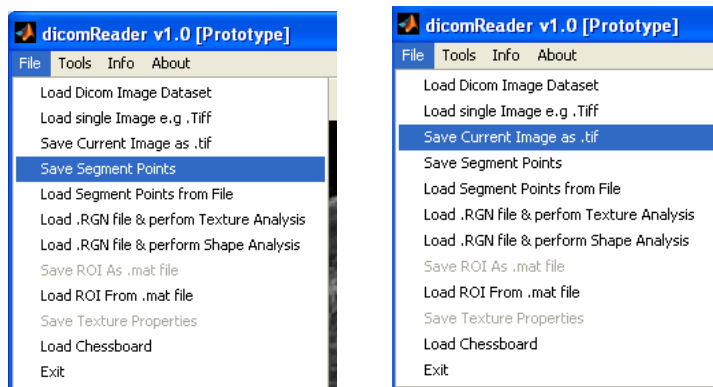 dicomReader v1.0 [Prototype]
File Tools Info About
Load Dicom Image Dataset
Load single Image e.g .Tiff
Save Current Image as .tif
Save Segment Points
Load Segment Points from File
Load .RGN file & perfom Texture Analysis
Load .RGN file & perform Shape Analysis
Save ROI As .mat file
Load ROI From .mat file
Save Texture Properties
Load Chessboard
Exit
dicomReader v1.0 [Prototype]
File Tools Info About
Load Dicom Image Dataset
Load single Image e.g .Tiff
Save Current Image as .tif
Save Segment Points
Load Segment Points from File
Load .RGN file & perfom Texture Analysis
Load .RGN file & perform Shape Analysis
Save ROI As .mat file
Load ROI From .mat file
Save Texture Properties
Load Chessboard
Exit